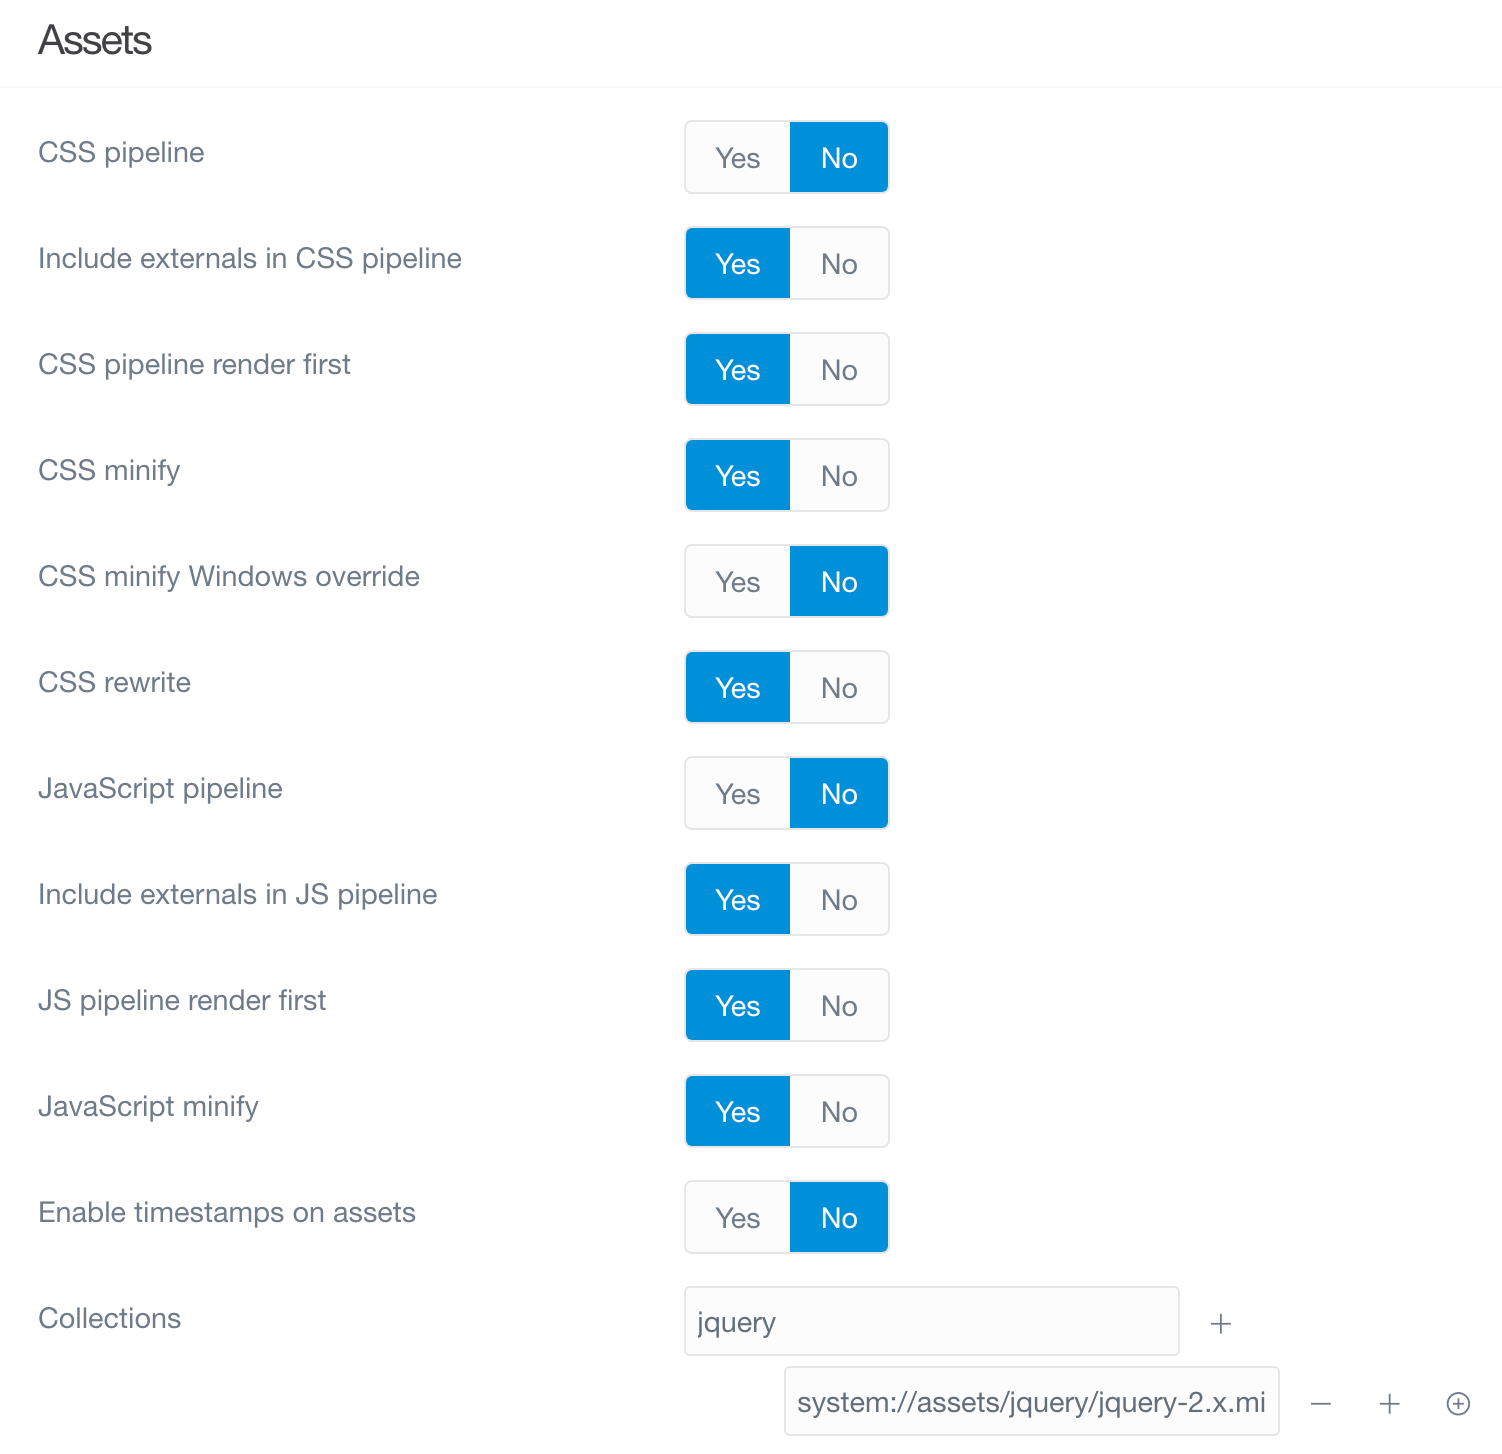 Assets
CSS pipeline Yes No
Include externals in CSS pipeline Yes No
CSS pipeline render first Yes No
CSS minify Yes No
CSS minify Windows override Yes No
CSS rewrite Yes No
JavaScript pipeline Yes No
Include externals in JS pipeline Yes No
JS pipeline render first Yes No
JavaScript minify Yes No
Enable timestamps on assets Yes No
Collections jquery +
system://assets/jquery/jquery-2.x.mi − +